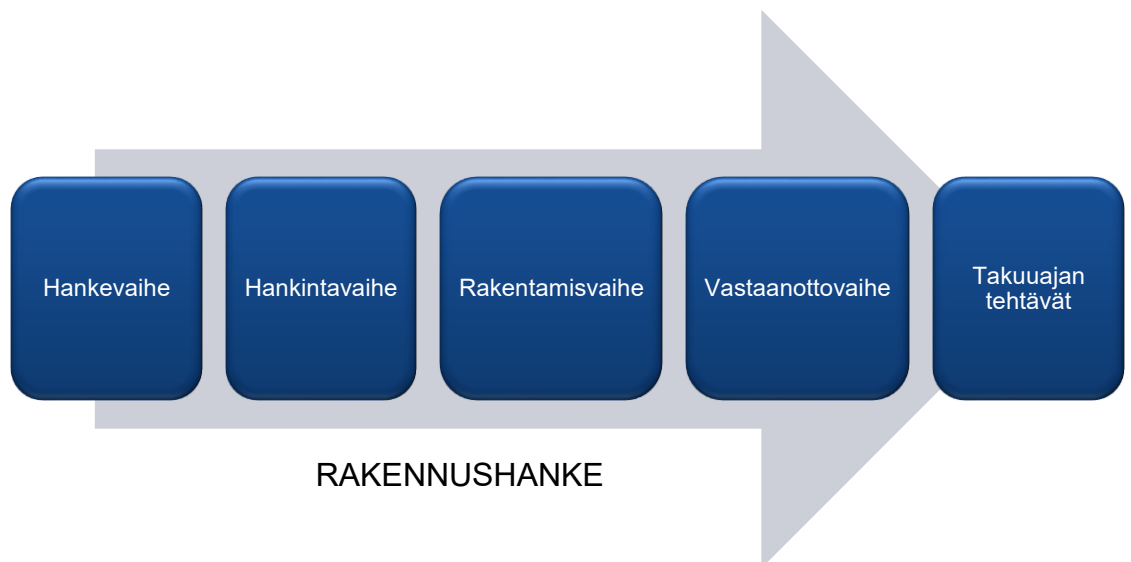 Hankevaihe
Hankintavaihe
Rakentamisvaihe
Vastaanottovaihe
Takuuajan
tehtävät
RAKENNUSHANKE